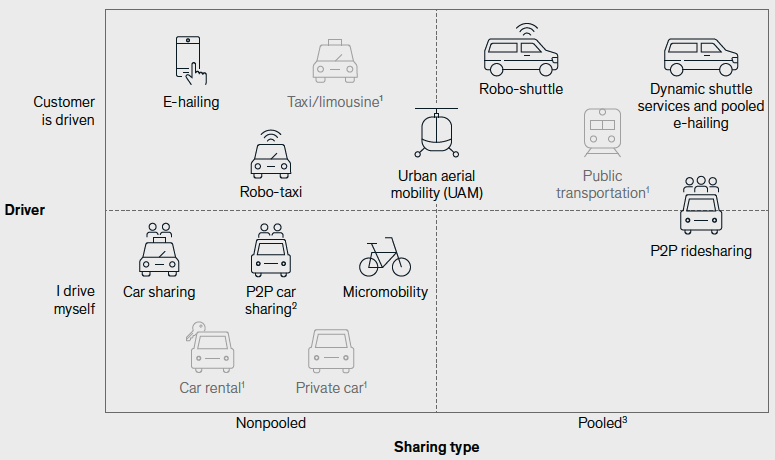 Customer
is driven
E-hailing
Taxi/limousine¹
Robo-shuttle
Dynamic shuttle
services and pooled
e-hailing
Robo-taxi
Urban aerial
mobility (UAM)
Public
transportation¹
Driver
P2P ridesharing
I drive
myself
Car sharing
P2P car
sharing²
Micromobility
Car rental¹
Private car¹
Nonpooled
Pooled³
Sharing type